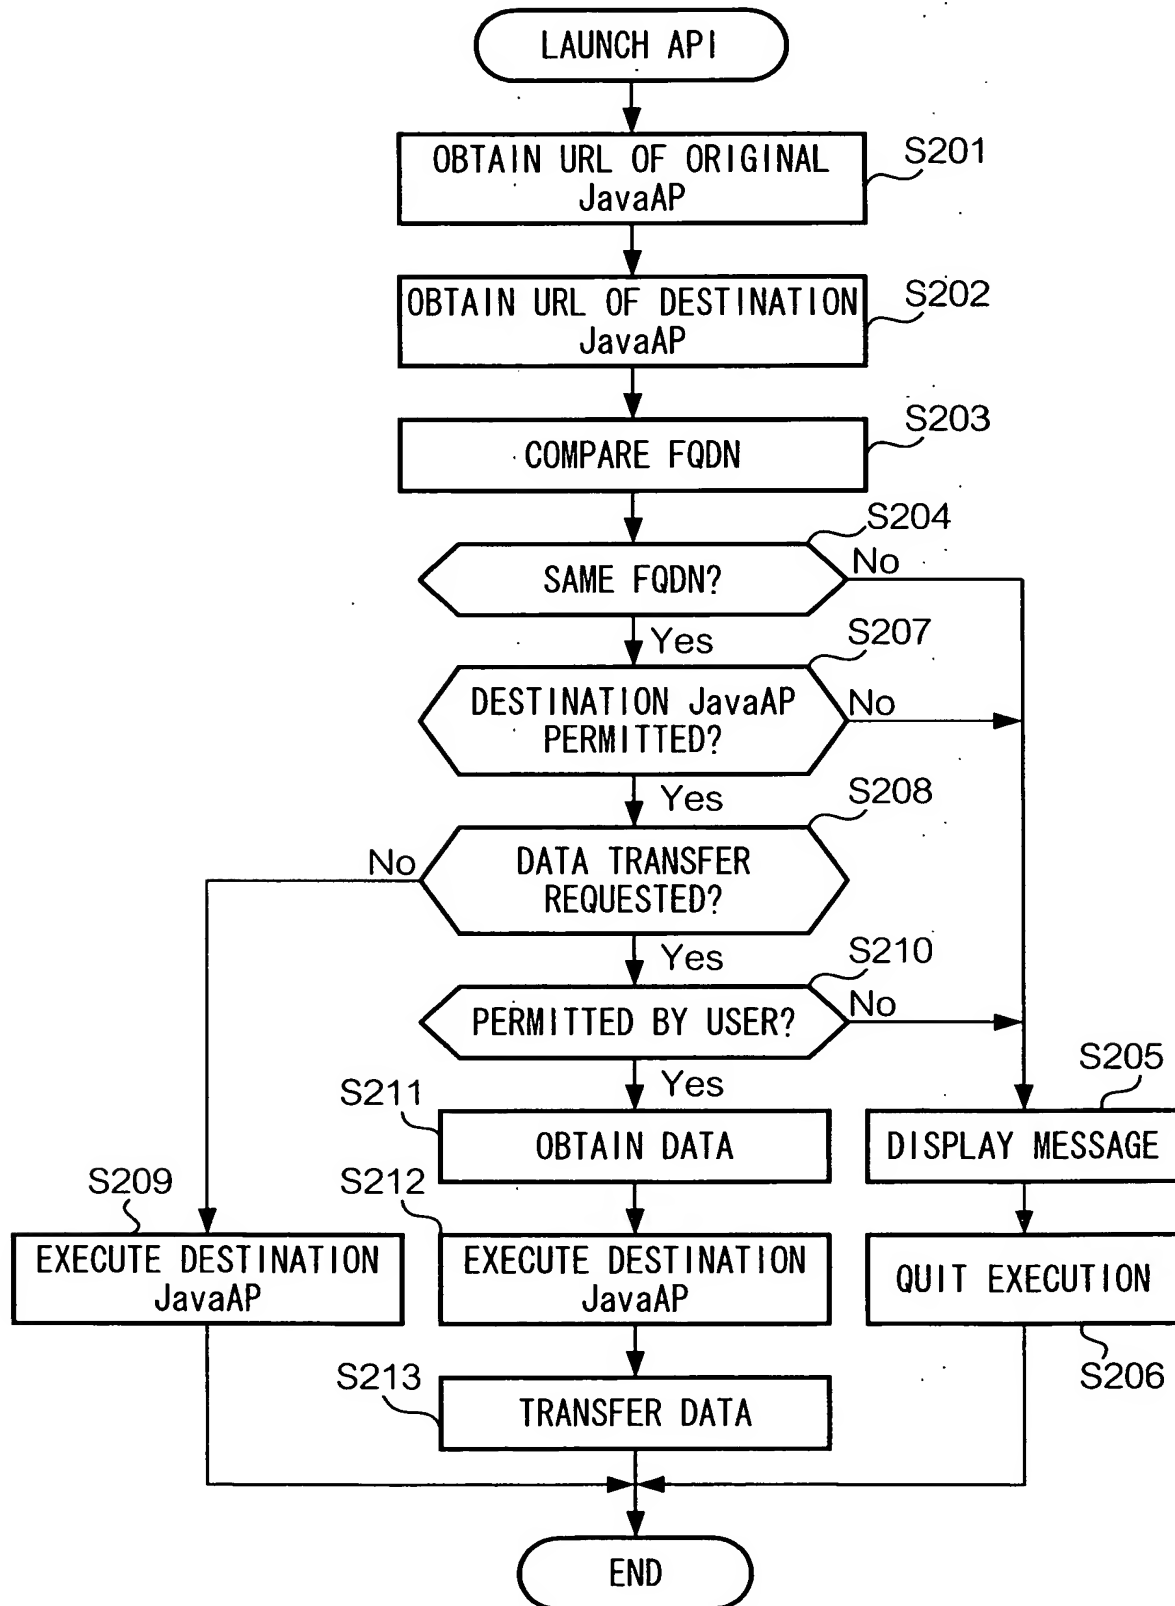 LAUNCH API
OBTAIN URL OF ORIGINAL
JavaAP
S201
OBTAIN URL OF DESTINATION
JavaAP
S202
COMPARE FQDN
S203
SAME FQDN?
S204
No
Yes
DESTINATION JavaAP
PERMITTED?
S207
No
Yes
DATA TRANSFER
REQUESTED?
S208
No
Yes
PERMITTED BY USER?
S210
No
Yes
S211
OBTAIN DATA
S205
DISPLAY MESSAGE
S209
EXECUTE DESTINATION
JavaAP
S212
EXECUTE DESTINATION
JavaAP
QUIT EXECUTION
S206
S213
TRANSFER DATA
END